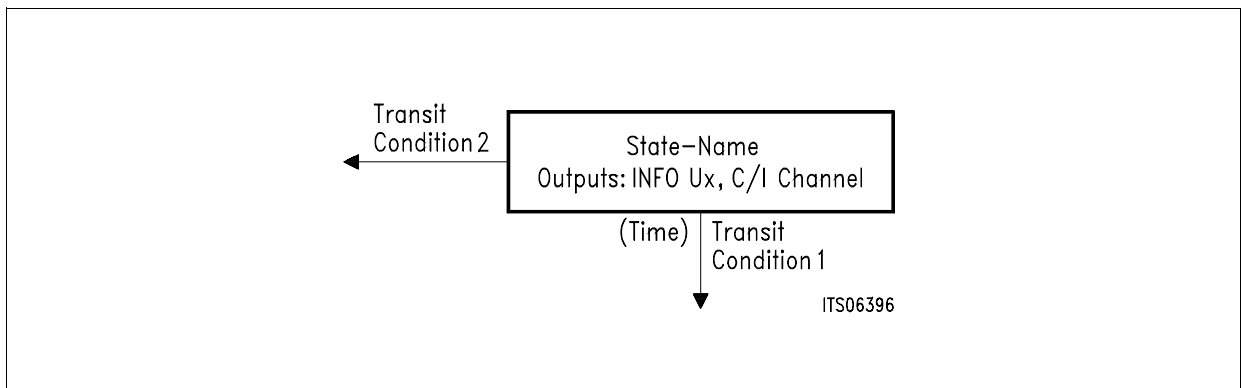 Transit
Condition 2
State-Name
Outputs: INFO Ux, C/I Channel
(Time)
Transit
Condition 1
ITS06396